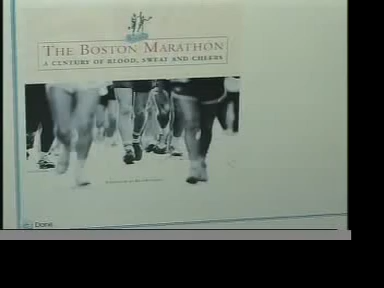 THE BOSTON MARATHON
A CENTURY OF BLOOD, SWEAT AND CHEERS
Done